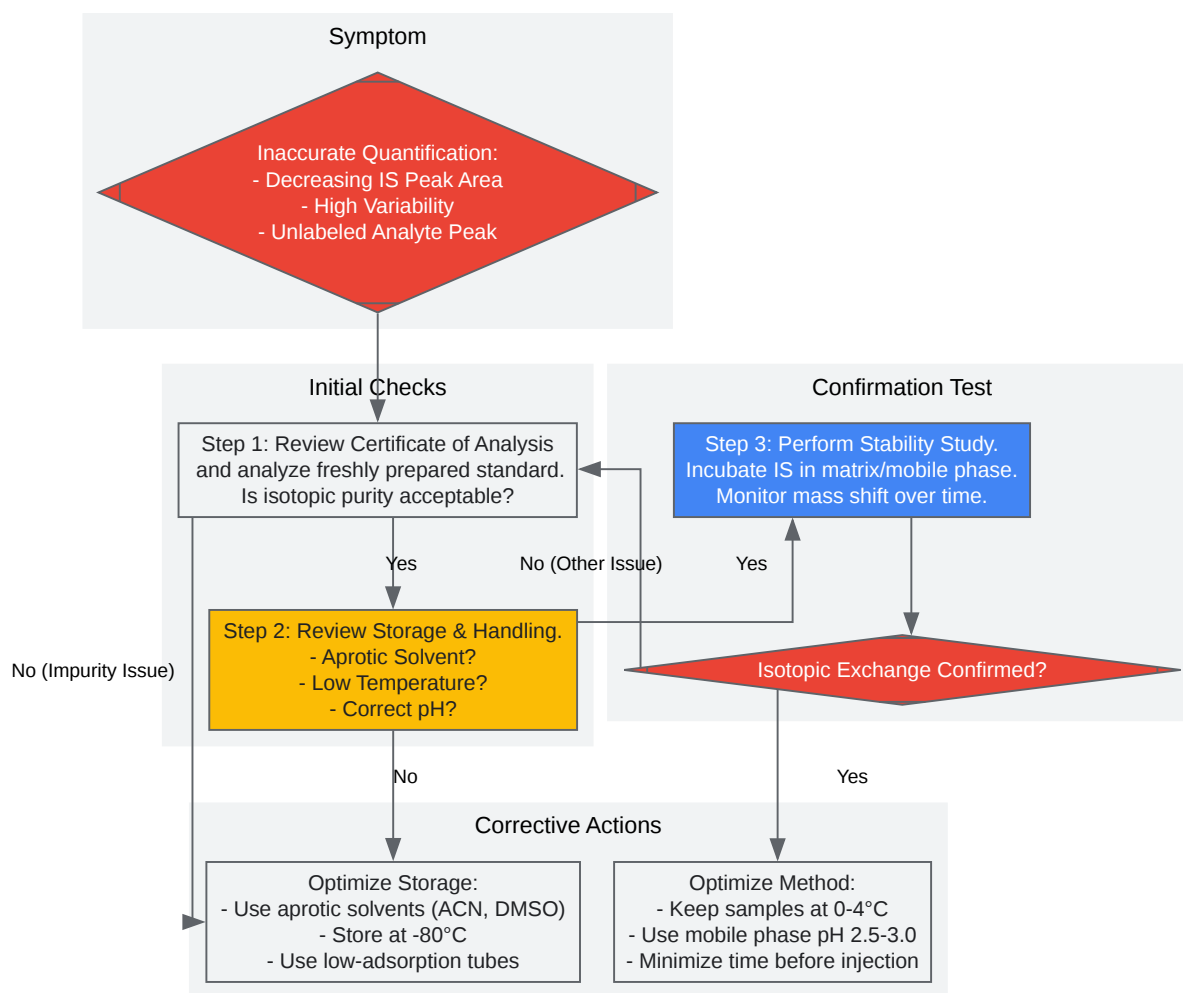 Symptom
Inaccurate Quantification:
- Decreasing IS Peak Area
- High Variability
- Unlabeled Analyte Peak
Initial Checks
Step 1: Review Certificate of Analysis
and analyze freshly prepared standard.
Is isotopic purity acceptable?
Confirmation Test
Step 3: Perform Stability Study.
Incubate IS in matrix/mobile phase.
Monitor mass shift over time.
Yes
No (Other Issue)
Yes
Step 2: Review Storage & Handling.
- Aprotic Solvent?
- Low Temperature?
- Correct pH?
Isotopic Exchange Confirmed?
No (Impurity Issue)
No
Yes
Corrective Actions
Optimize Storage:
- Use aprotic solvents (ACN, DMSO)
- Store at -80°C
- Use low-adsorption tubes
Optimize Method:
- Keep samples at 0-4°C
- Use mobile phase pH 2.5-3.0
- Minimize time before injection